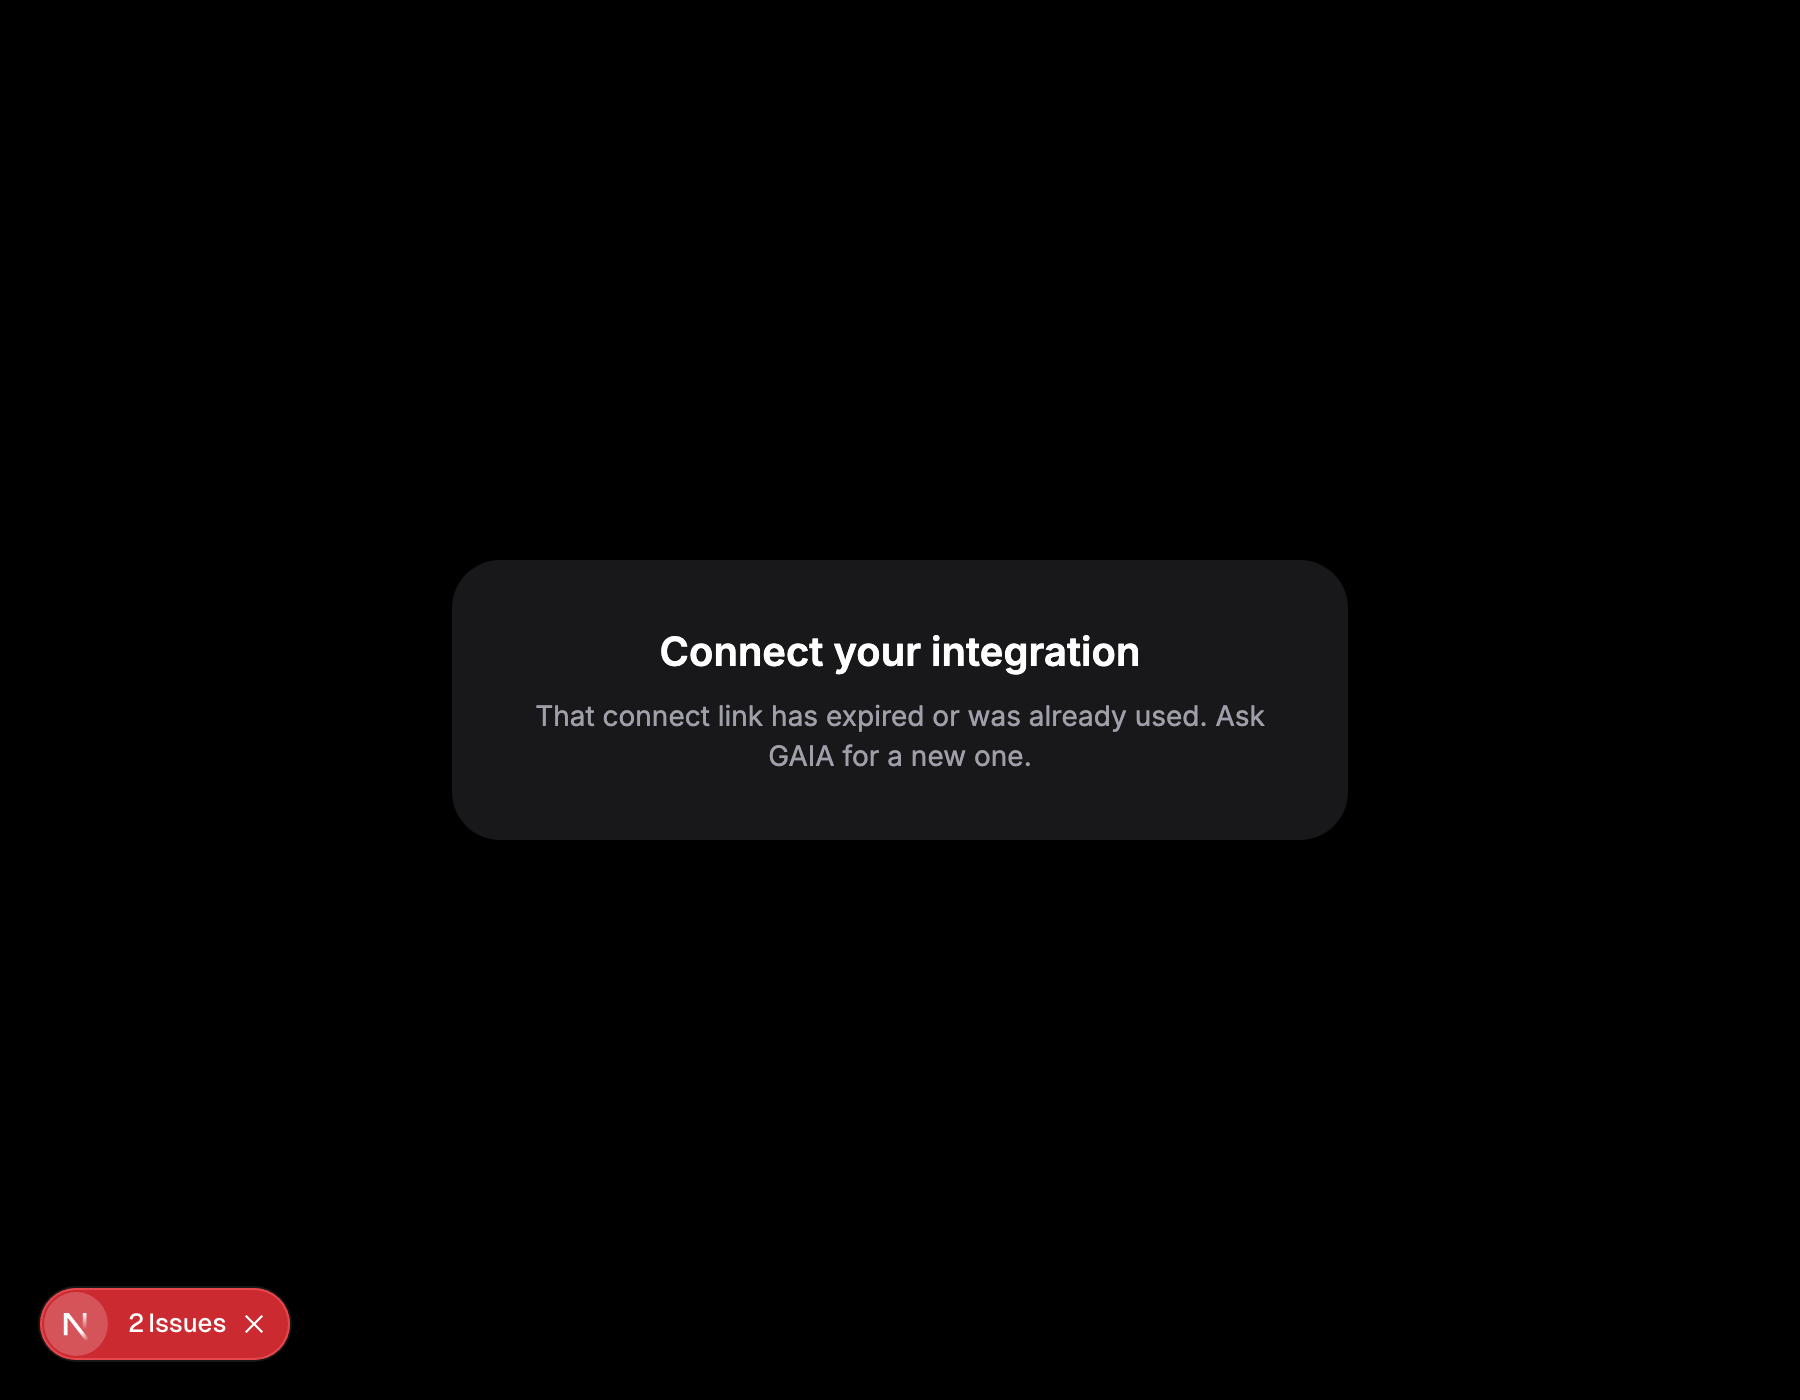 Connect your integration
That connect link has expired or was already used. Ask
GAIA for a new one.
N
2 Issues